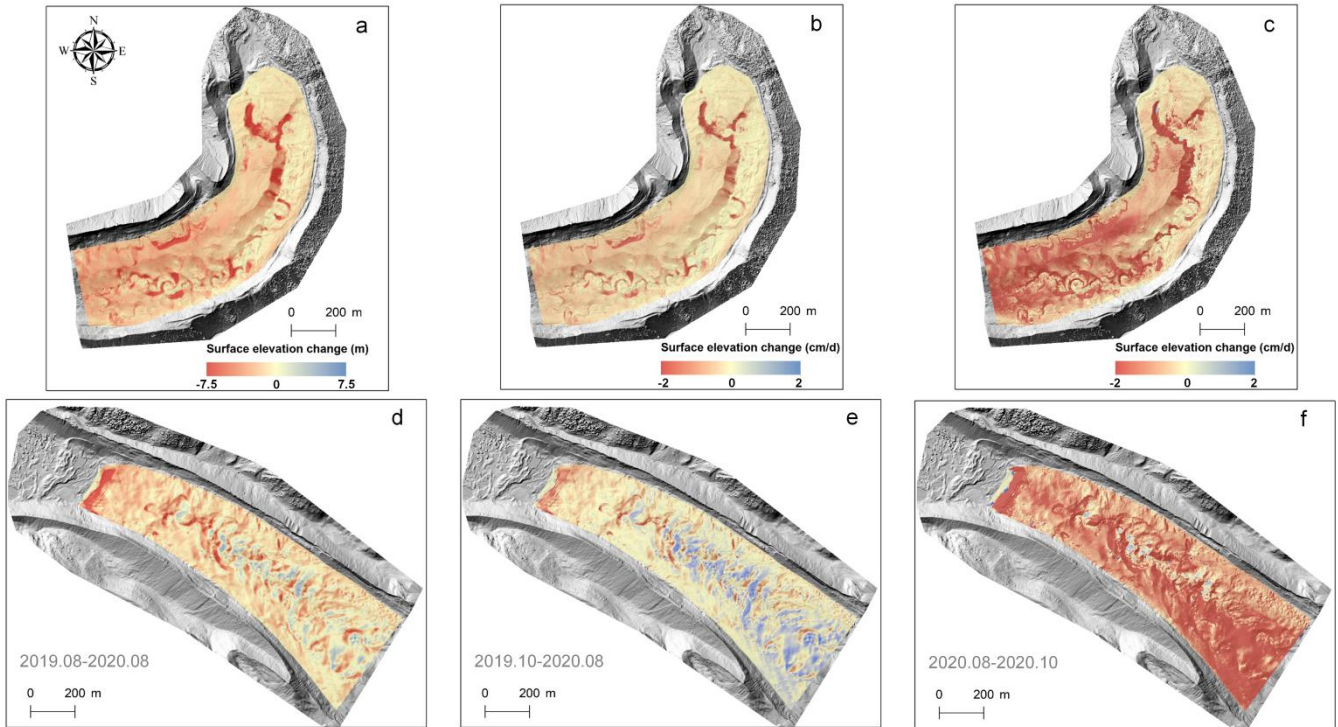 a
N
W E
S
0 200 m
Surface elevation change (m)
-7.5 0 7.5
b
0 200 m
Surface elevation change (cm/d)
-2 0 2
c
0 200 m
Surface elevation change (cm/d)
-2 0 2
d
2019.08-2020.08
0 200 m
e
2019.10-2020.08
0 200 m
f
2020.08-2020.10
0 200 m